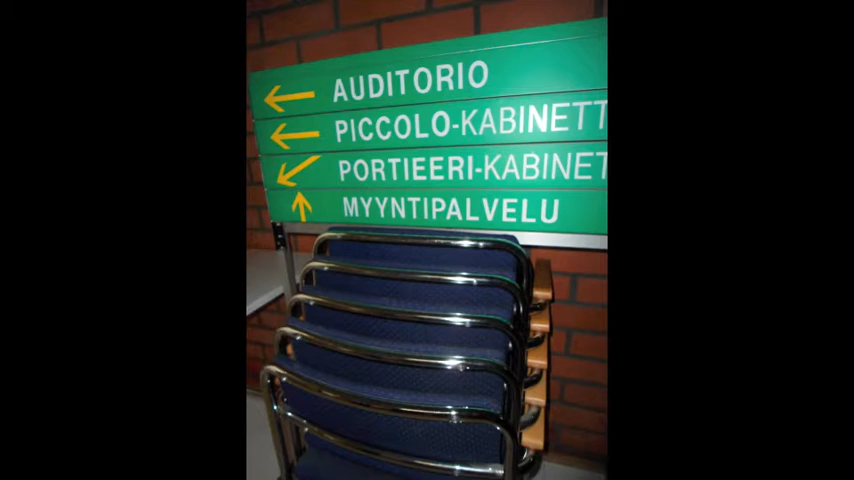 AUDITORIO
PICCOLO-KABINETT
PORTIEERI-KABINET
MYYNTIPALVELU